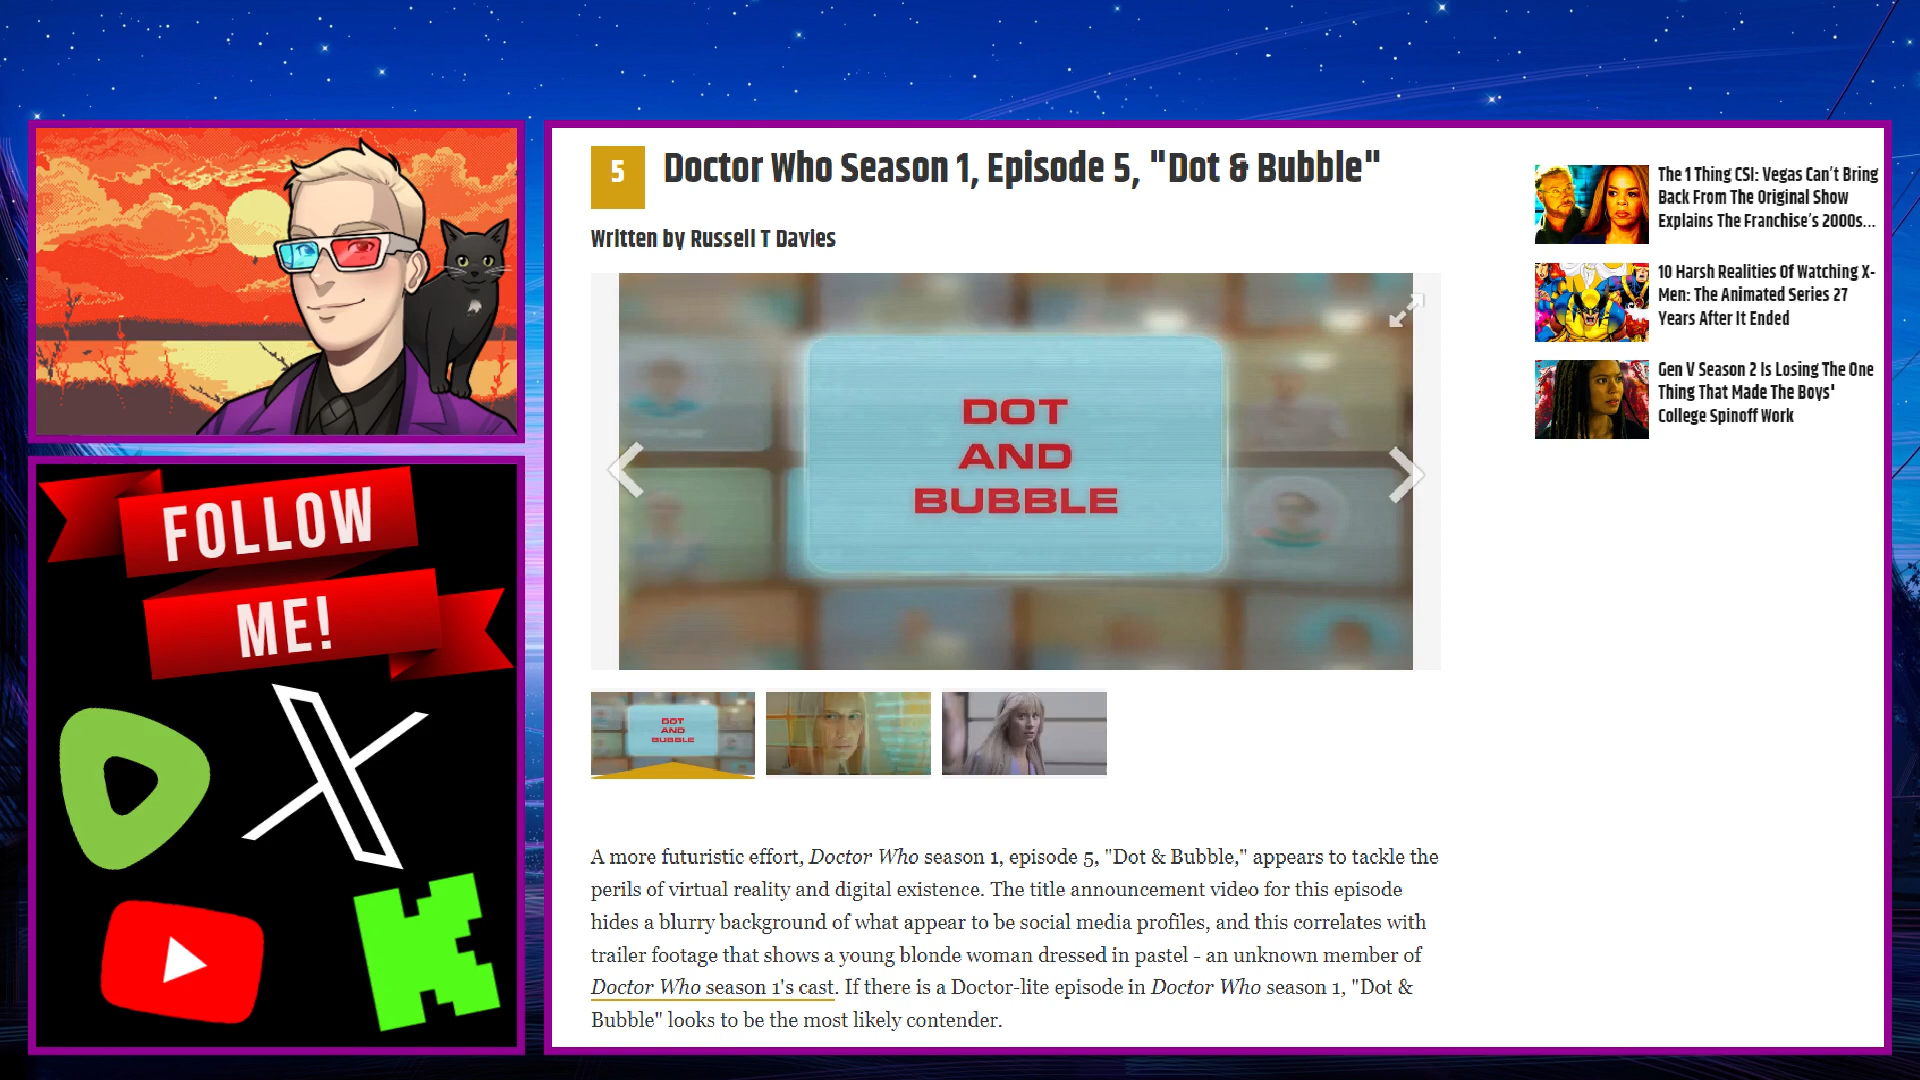 FOLLOW
ME!
5
Doctor Who Season 1, Episode 5, "Dot & Bubble"
Written by Russell T Davies
DOT
AND
BUBBLE
DOT
AND
BUBBLE
A more futuristic effort, Doctor Who season 1, episode 5, "Dot & Bubble," appears to tackle the
perils of virtual reality and digital existence. The title announcement video for this episode
hides a blurry background of what appear to be social media profiles, and this correlates with
trailer footage that shows a young blonde woman dressed in pastel - an unknown member of
Doctor Who season 1's cast. If there is a Doctor-lite episode in Doctor Who season 1, "Dot &
Bubble" looks to be the most likely contender.
The 1 Thing CSI: Vegas Can't Bring
Back From The Original Show
Explains The Franchise's 2000s...
10 Harsh Realities Of Watching X-
Men: The Animated Series 27
Years After It Ended
Gen V Season 2 Is Losing The One
Thing That Made The Boys'
College Spinoff Work